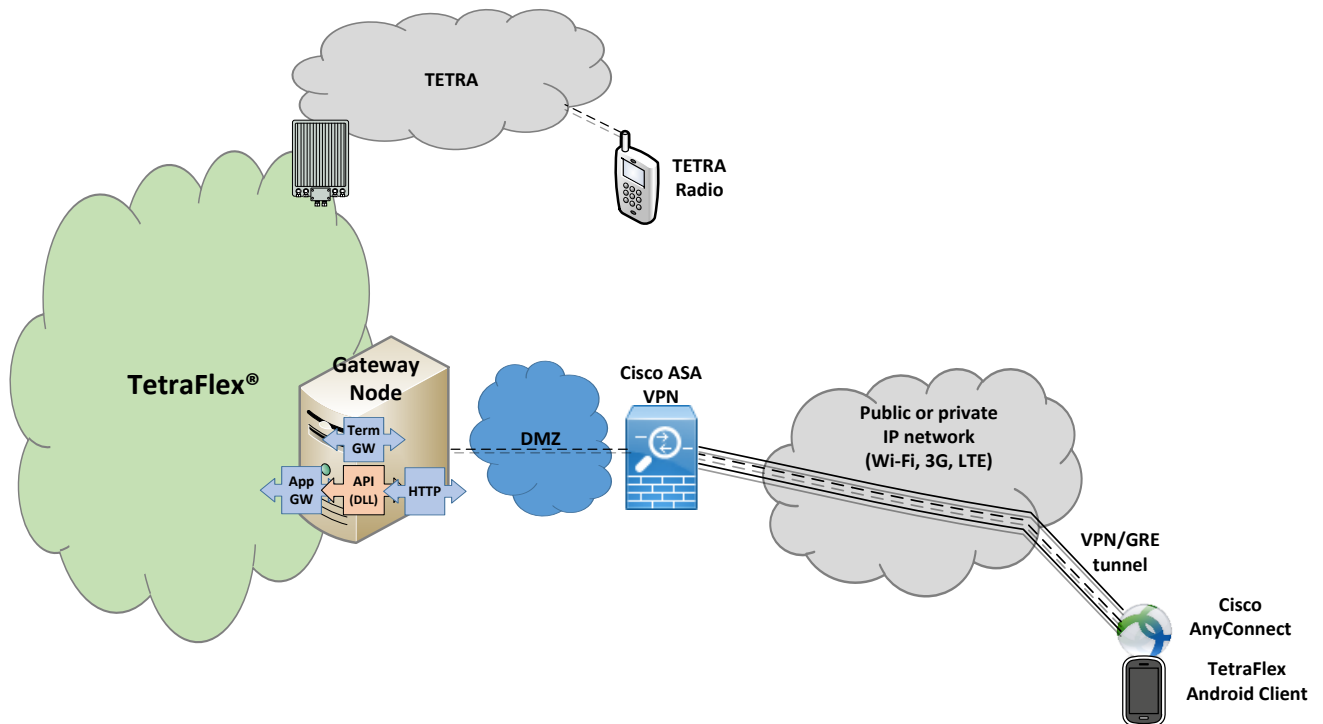 TETRA
TETRA
Radio
TetraFlex®
Gateway
Node
Term
GW
App
GW
API
(DLL)
HTTP
DMZ
Cisco ASA
VPN
Public or private
IP network
(Wi-Fi, 3G, LTE)
VPN/GRE
tunnel
Cisco
AnyConnect
TetraFlex
Android Client